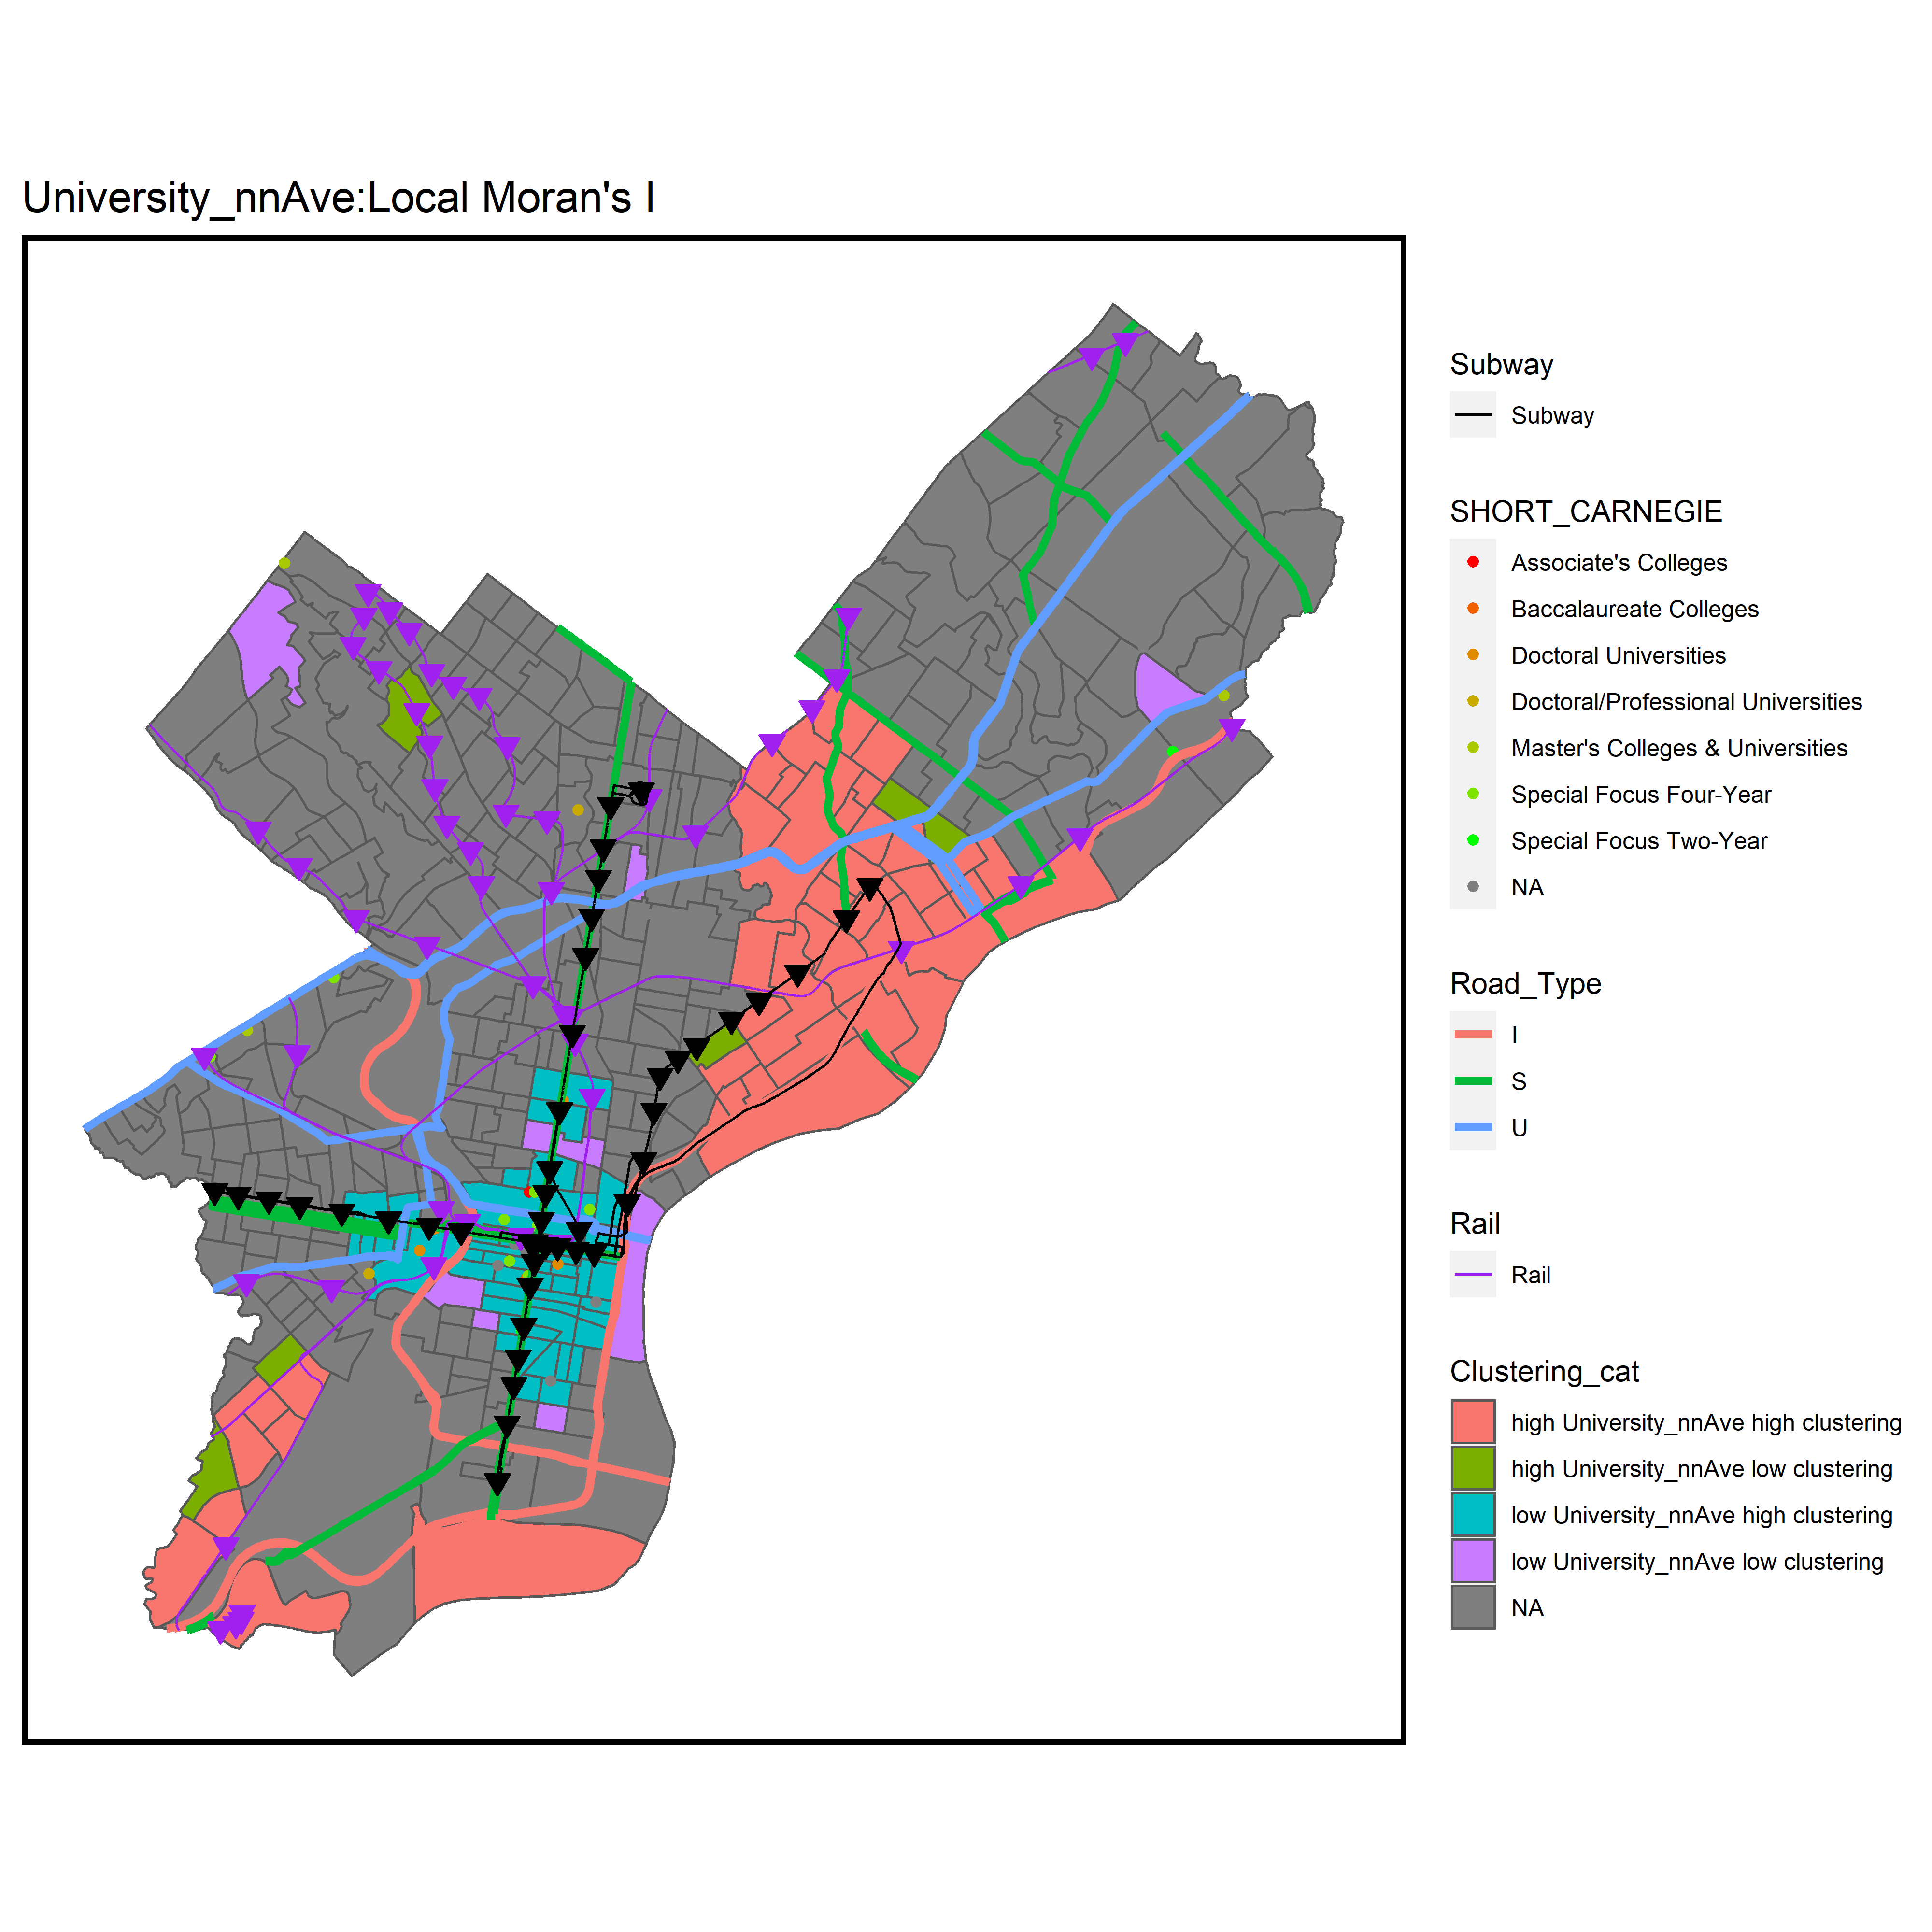 University_nnAve:Local Moran's I
Subway
Subway
SHORT_CARNEGIE
Associate's Colleges
Baccalaureate Colleges
Doctoral Universities
Doctoral/Professional Universities
Master's Colleges & Universities
Special Focus Four-Year
Special Focus Two-Year
NA
Road_Type
I
S
U
Rail
Rail
Clustering_cat
high University_nnAve high clustering
high University_nnAve low clustering
low University_nnAve high clustering
low University_nnAve low clustering
NA